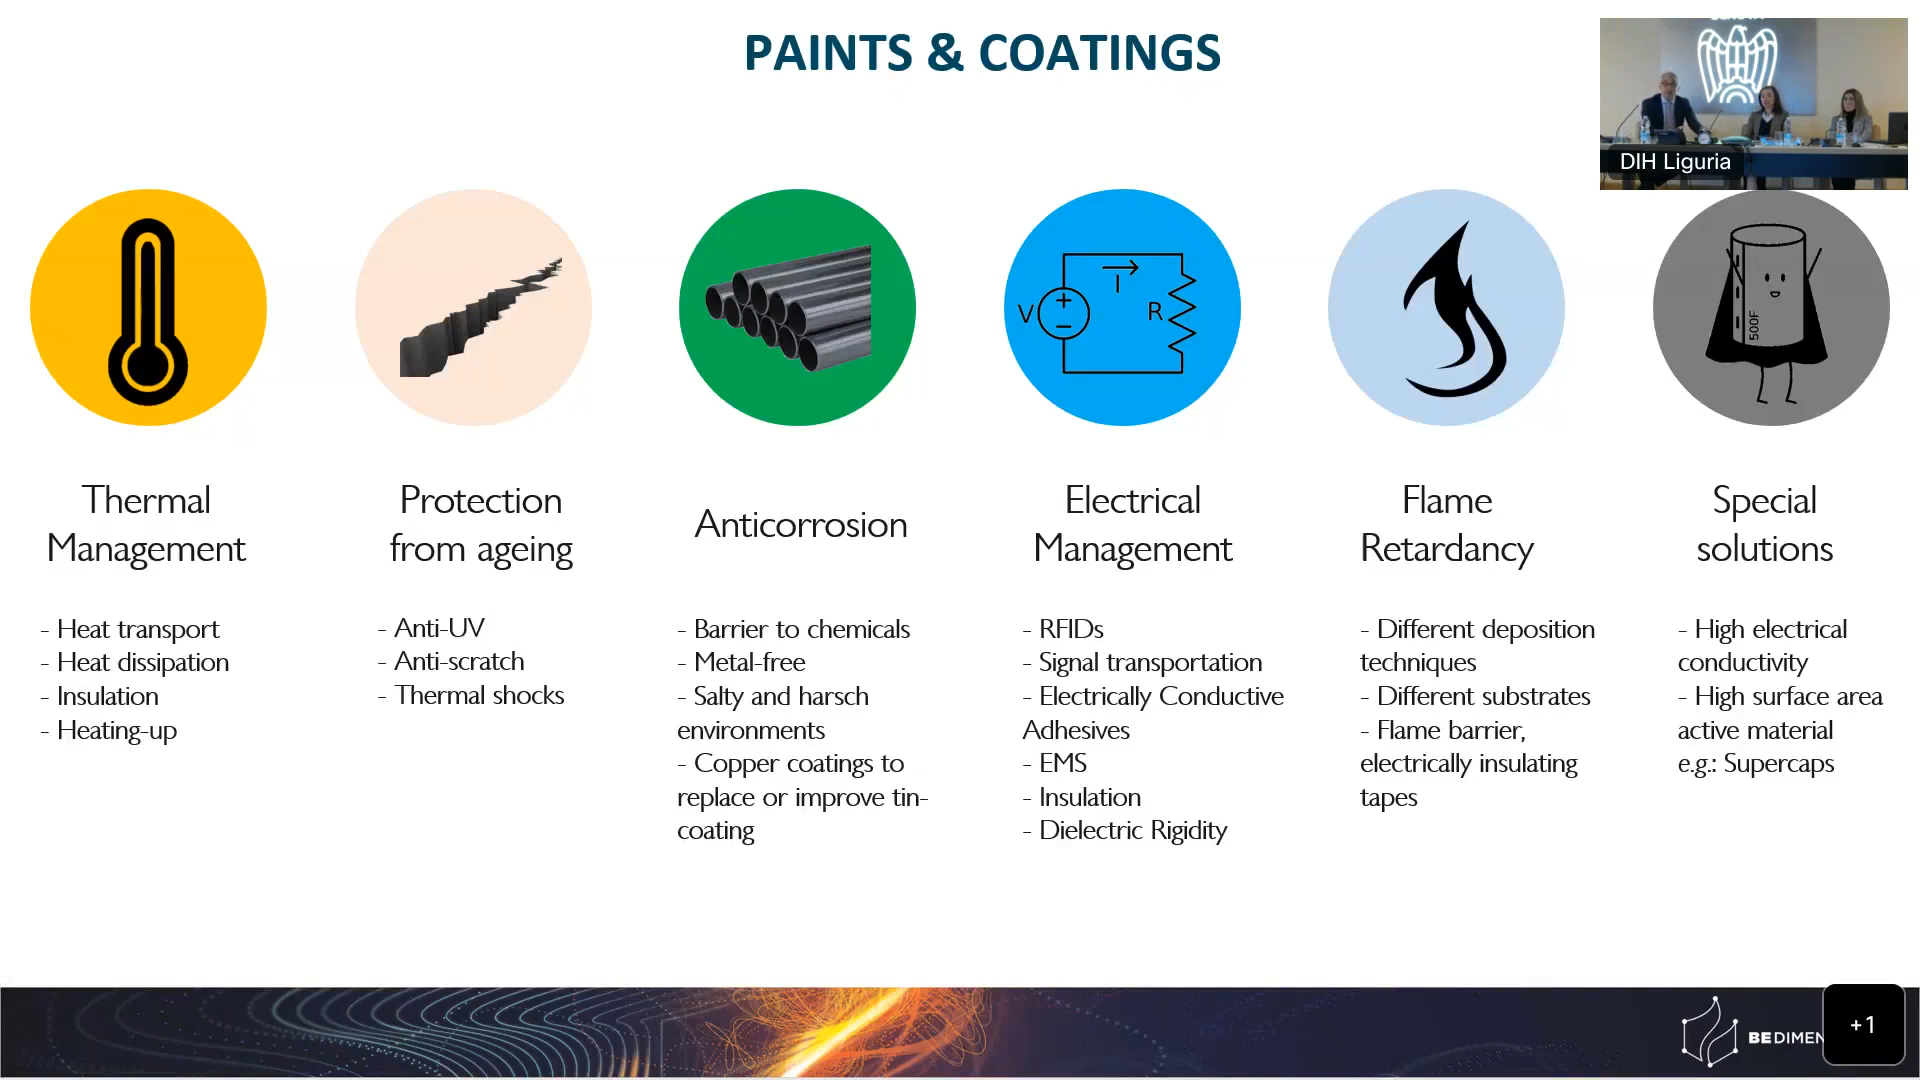 PAINTS & COATINGS
DIH Liguria
V
I
R
500F
Thermal
Management
- Heat transport
- Heat dissipation
- Insulation
- Heating-up
Protection
from ageing
- Anti-UV
- Anti-scratch
- Thermal shocks
Anticorrosion
- Barrier to chemicals
- Metal-free
- Salty and harsch
environments
- Copper coatings to
replace or improve tin-
coating
Electrical
Management
- RFIDs
- Signal transportation
- Electrically Conductive
Adhesives
- EMS
- Insulation
- Dielectric Rigidity
Flame
Retardancy
- Different deposition
techniques
- Different substrates
- Flame barrier,
electrically insulating
tapes
Special
solutions
- High electrical
conductivity
- High surface area
active material
e.g.: Supercaps
BEDIMEN
+1